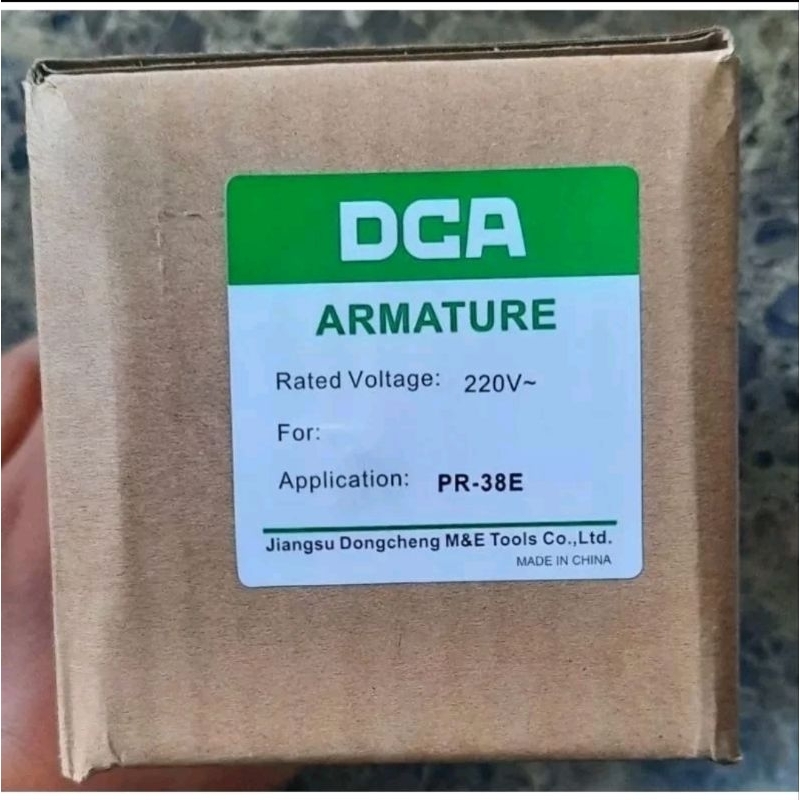 DCA
ARMATURE
Rated Voltage: 220V~
For:
Application: PR-38E
Jiangsu Dongcheng M&E Tools Co.,Ltd.
MADE IN CHINA